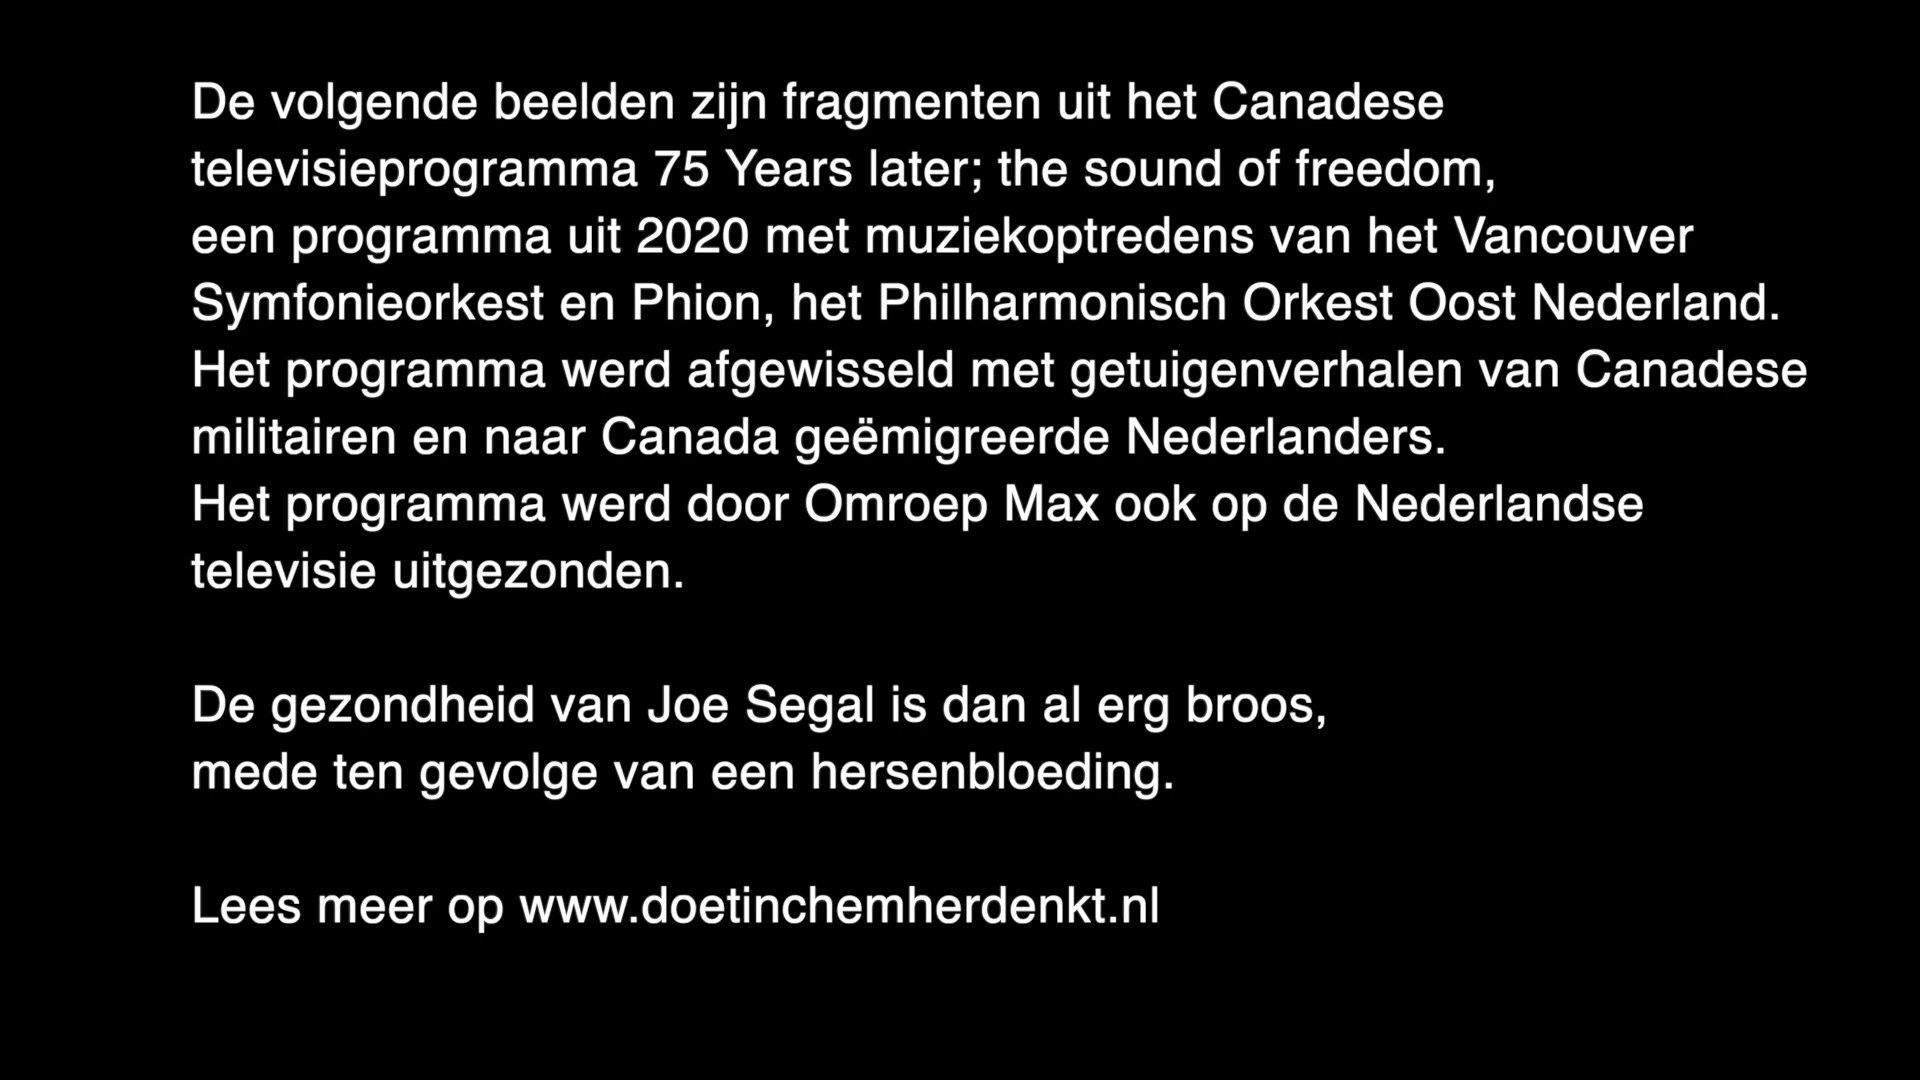 De volgende beelden zijn fragmenten uit het Canadese
televisieprogramma 75 Years later; the sound of freedom,
een programma uit 2020 met muziekoptredens van het Vancouver
Symfonieorkest en Phion, het Philharmonisch Orkest Oost Nederland.
Het programma werd afgewisseld met getuigenverhalen van Canadese
militairen en naar Canada geëmigreerde Nederlanders.
Het programma werd door Omroep Max ook op de Nederlandse
televisie uitgezonden.
De gezondheid van Joe Segal is dan al erg broos,
mede ten gevolge van een hersenbloeding.
Lees meer op www.doetinchemherdenkt.nl